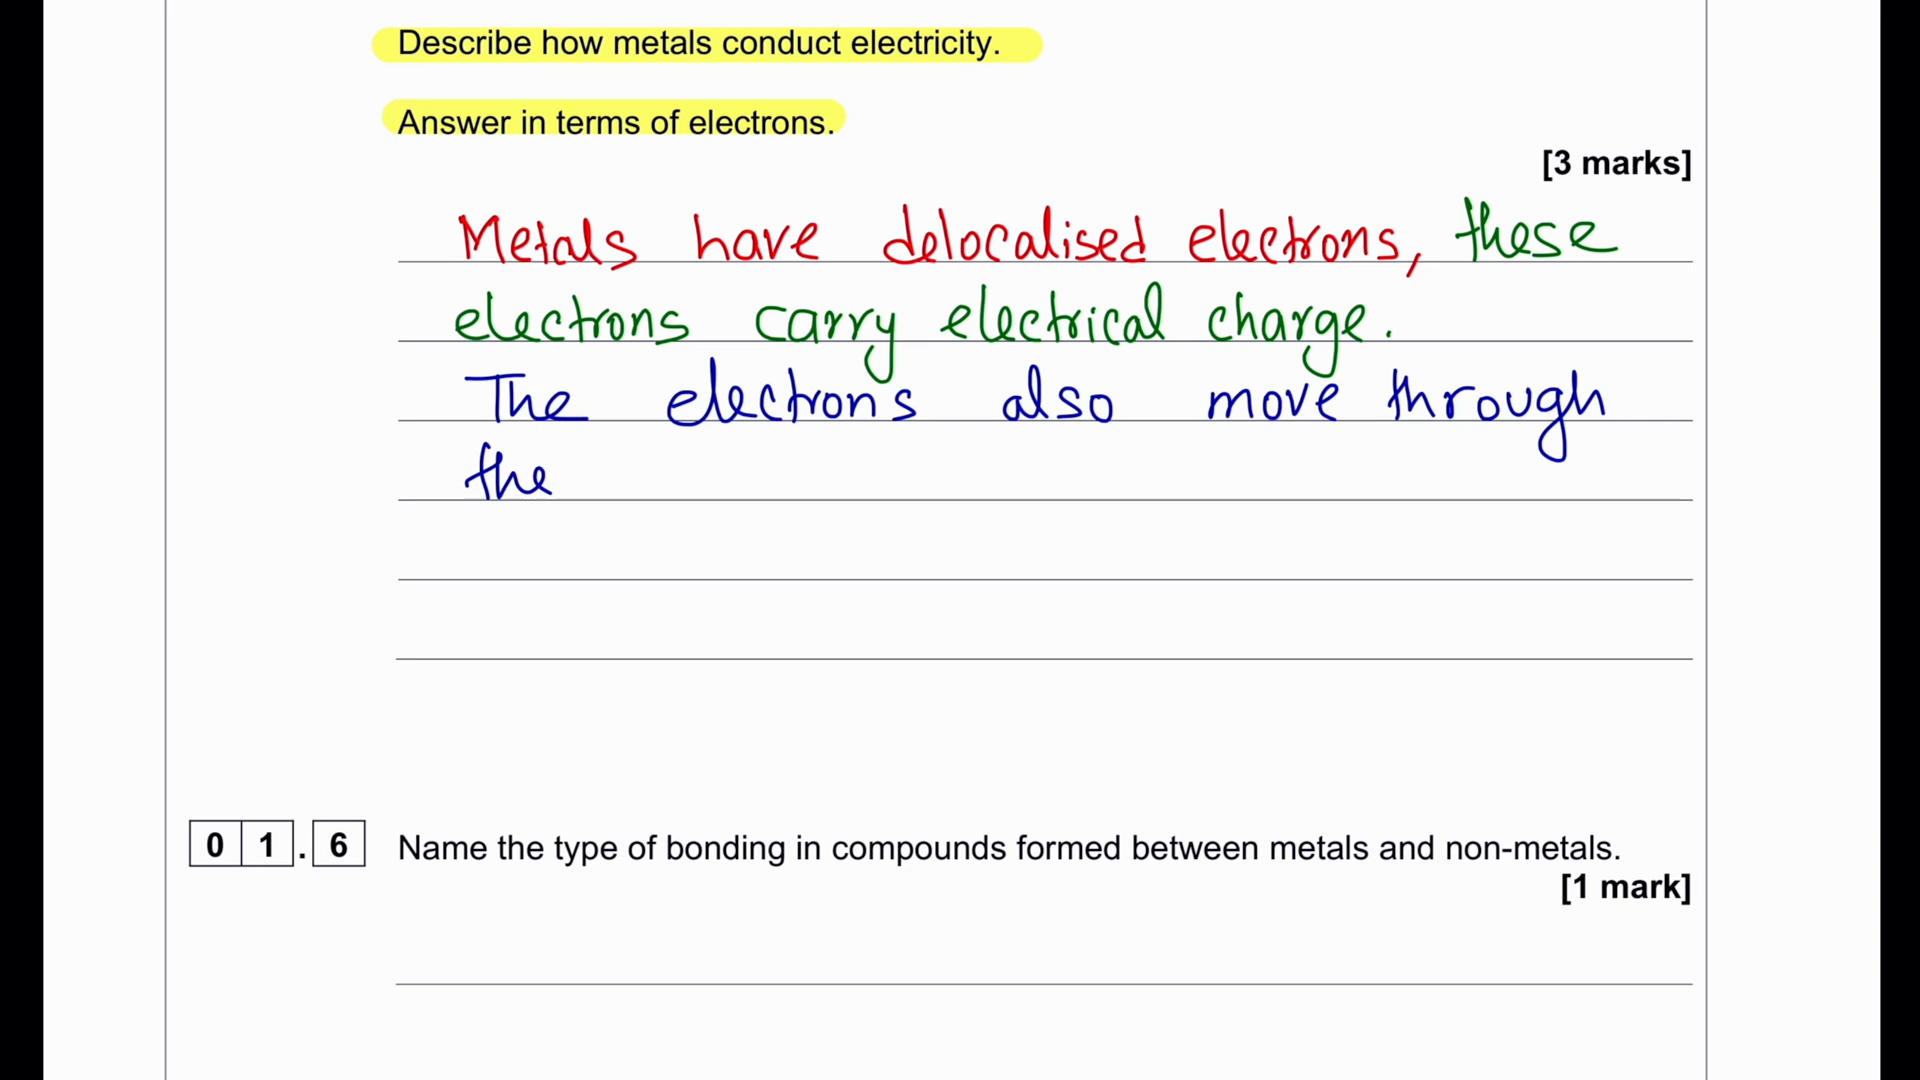 Describe how metals conduct electricity.
Answer in terms of electrons.
[3 marks]
Metals have delocalised electrons, these
electrons carry electrical charge.
The electrons also move through
the
01.6 Name the type of bonding in compounds formed between metals and non-metals.
[1 mark]